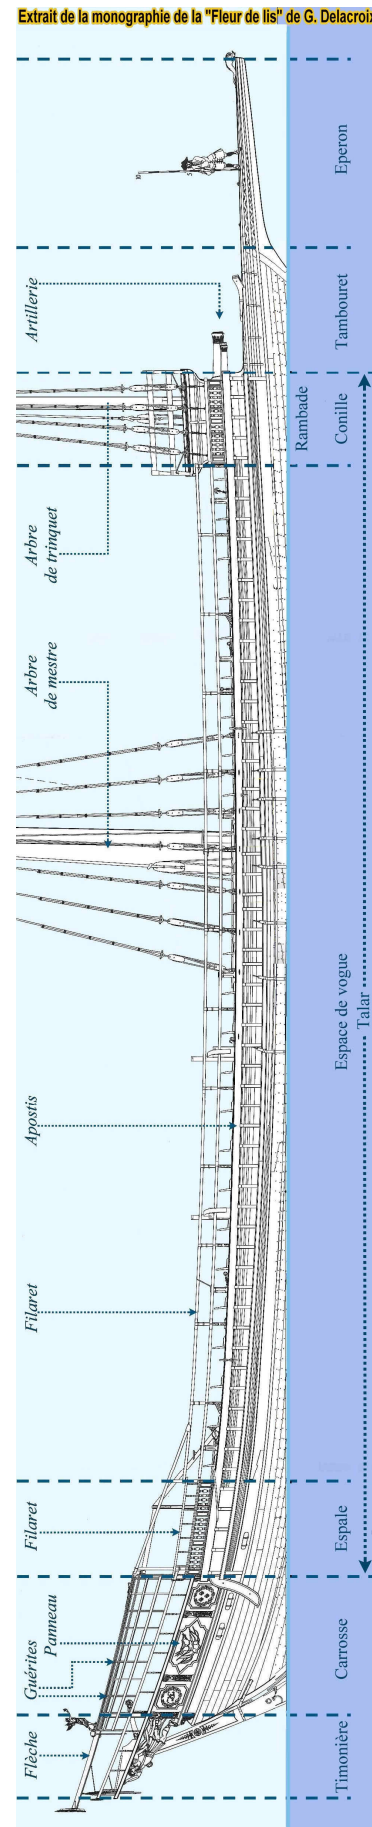 Extrait de la monographie de la "Fleur de lis" de G. Delacroix
Flèche
Guérites
Panneau
Filaret
Filaret
Apostis
Arbre
de mestre
Arbre
de trinquet
Artillerie
Timonière
Carrosse
Espale
Espace de vogue
Talar
Rambade
Conille
Tambouret
Eperon